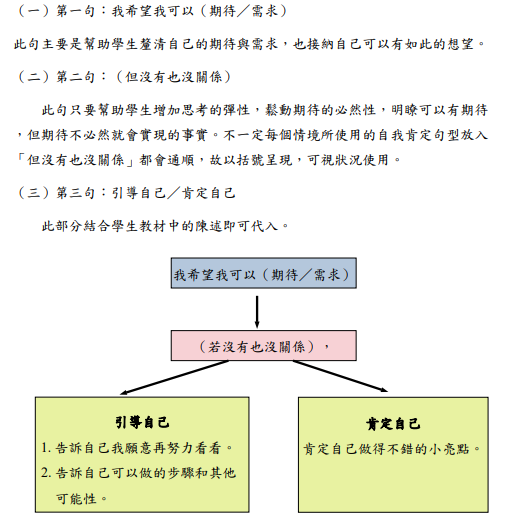 （一）第一句：我希望我可以（期待／需求）
此句主要是幫助學生釐清自己的期待與需求，也接納自己可以有如此的想望。
（二）第二句：（但沒有也沒關係）
此句只要幫助學生增加思考的彈性，鬆動期待的必然性，明瞭可以有期待
，但期待不必然就會實現的事實。不一定每個情境所使用的自我肯定句型放入
「但沒有也沒關係」都會通順，故以括號呈現，可視狀況使用。
（三）第三句：引導自己／肯定自己
此部分結合學生教材中的陳述即可代入。
我希望我可以（期待／需求）
（若沒有也沒關係），
引導自己
1. 告訴自己我願意再努力看看。
2. 告訴自己可以做的步驟和其他
可能性。
肯定自己
肯定自己做得不錯的小亮點。